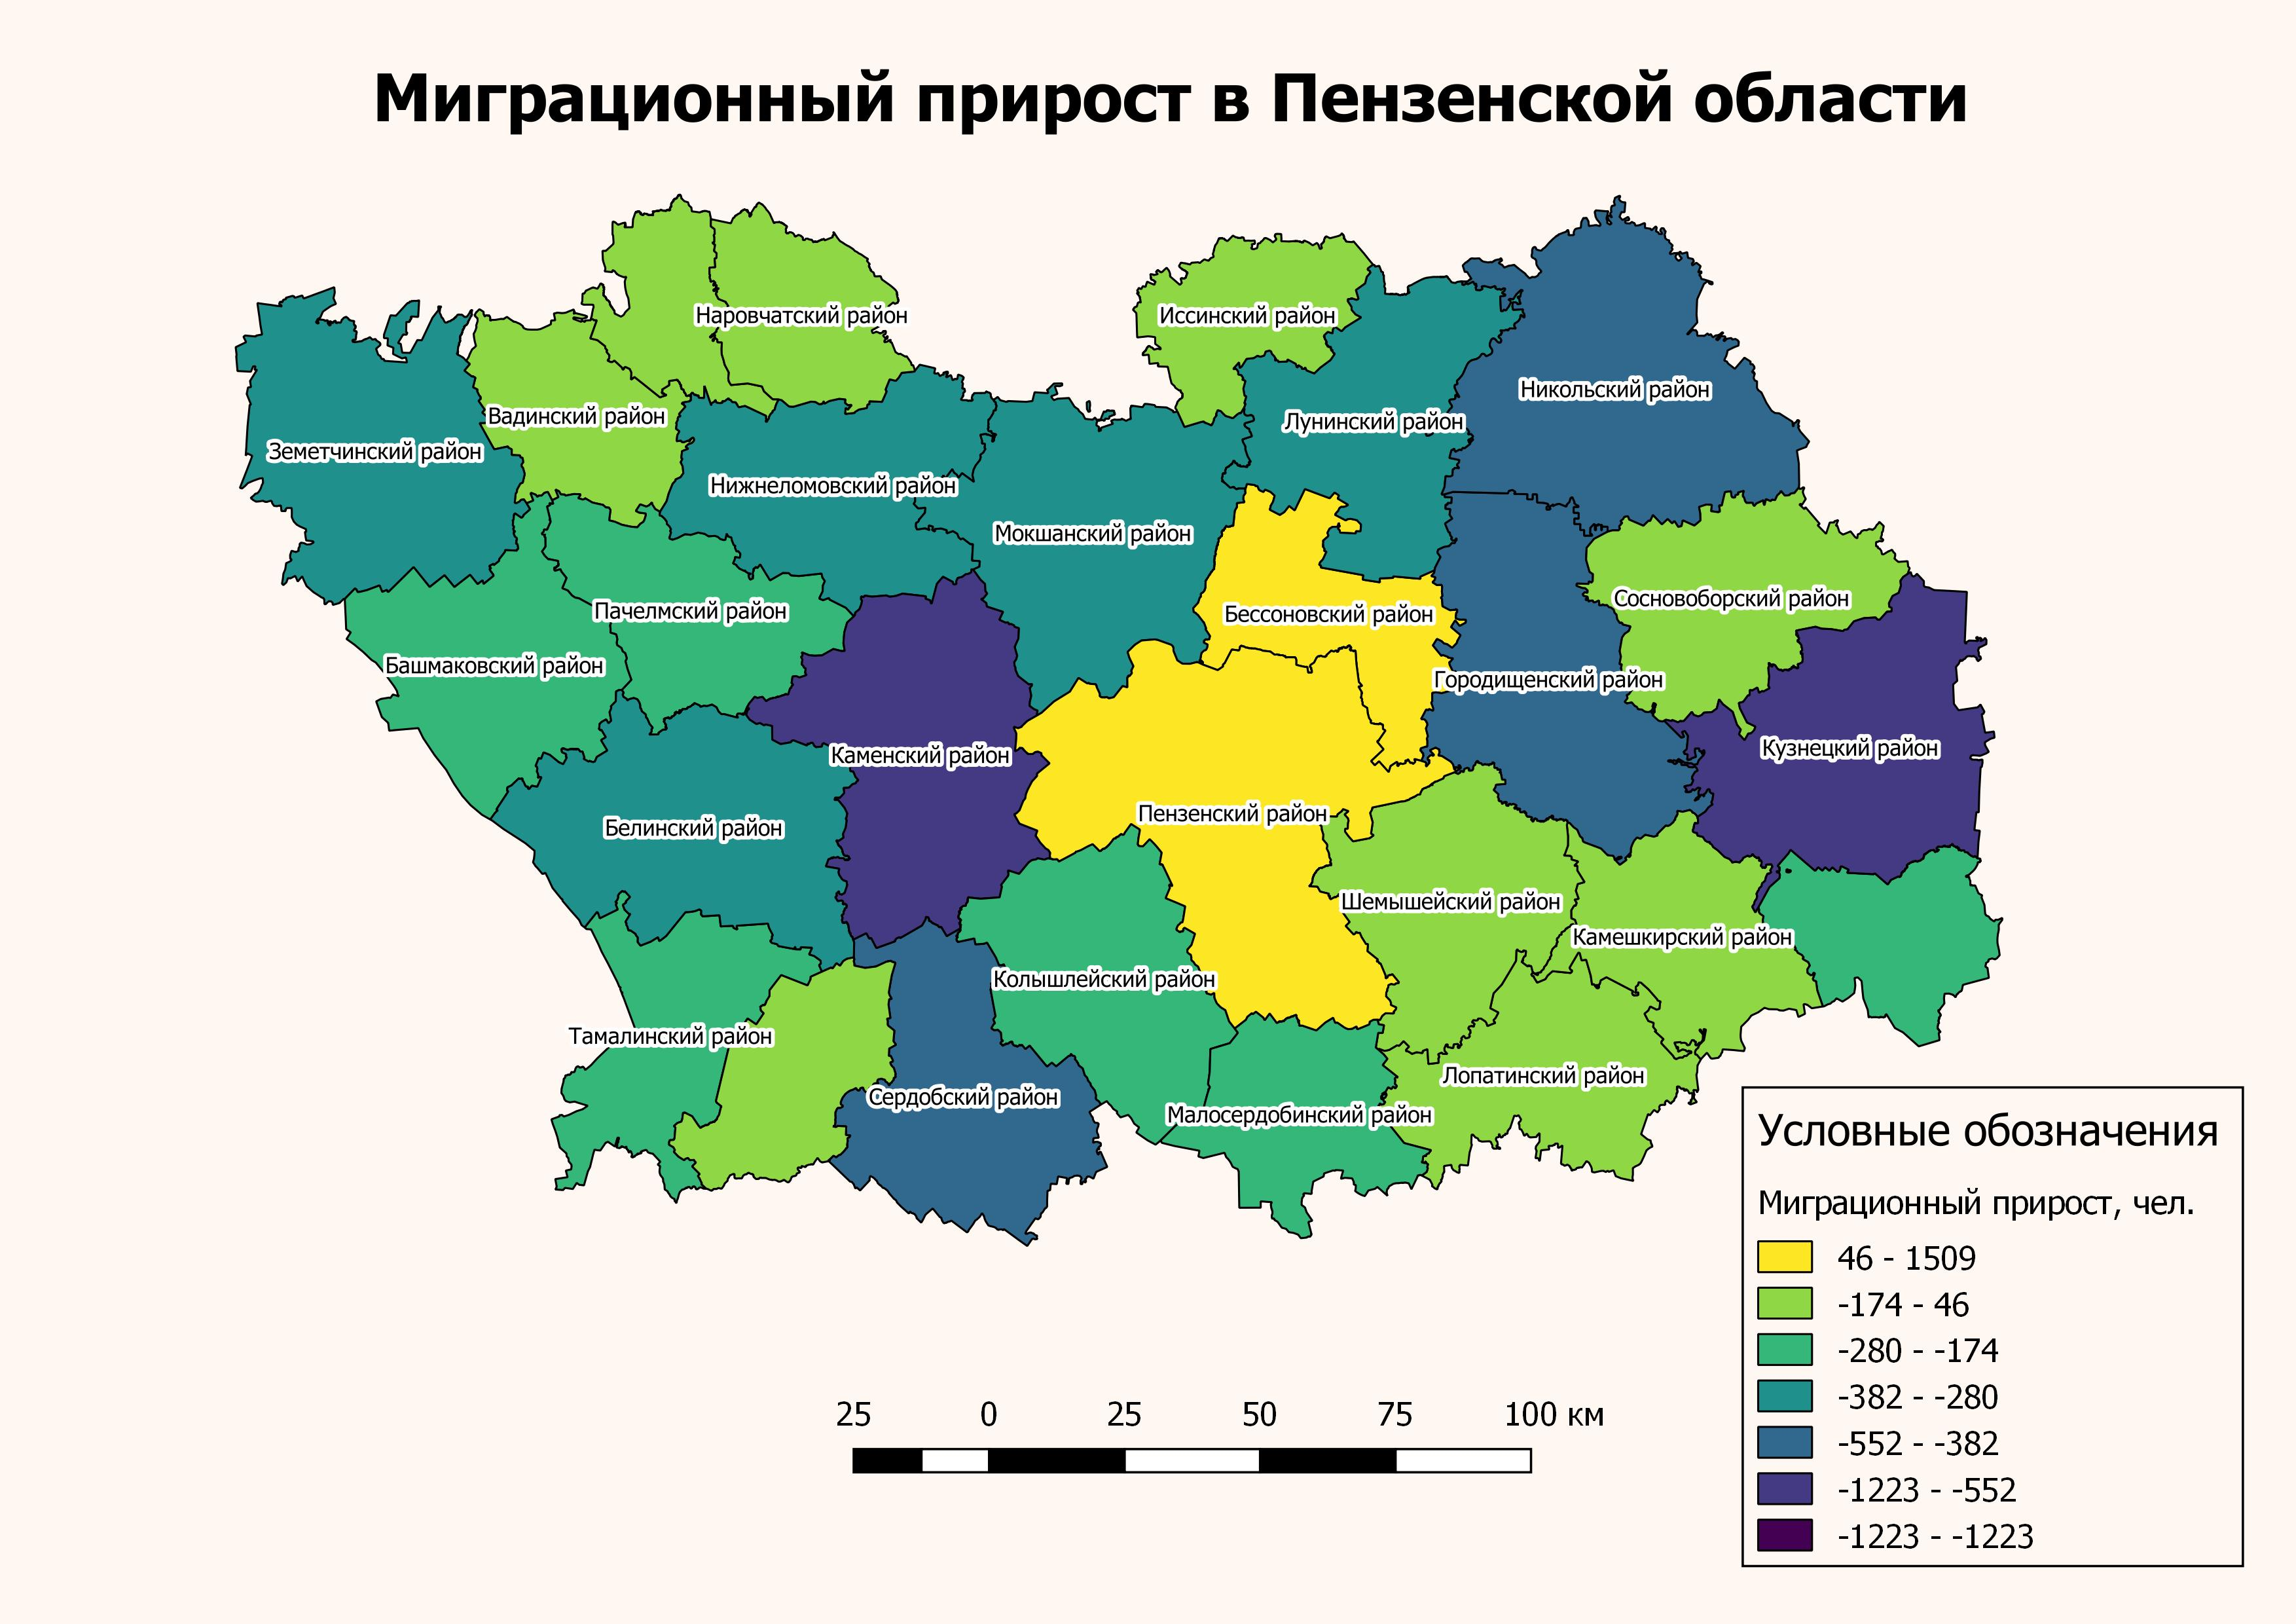 Миграционный прирост в Пензенской области
Наровчатский район
Иссинский район
Никольский район
Вадинский район
Лунинский район
Земетчинский район
Нижнеломовский район
Мокшанский район
Сосновоборский район
Пачелмский район
Бессоновский район
Башмаковский район
Городищенский район
Кузнецкий район
Каменский район
Пензенский район
Белинский район
Шемышейский район
Камешкирский район
Колышлейский район
Тамалинский район
Лопатинский район
Сердобский район
Малосердобинский район
Условные обозначения
Миграционный прирост, чел.
46 - 1509
-174 - 46
-280 - -174
-382 - -280
-552 - -382
-1223 - -552
-1223 - -1223
25 0 25 50 75 100 км